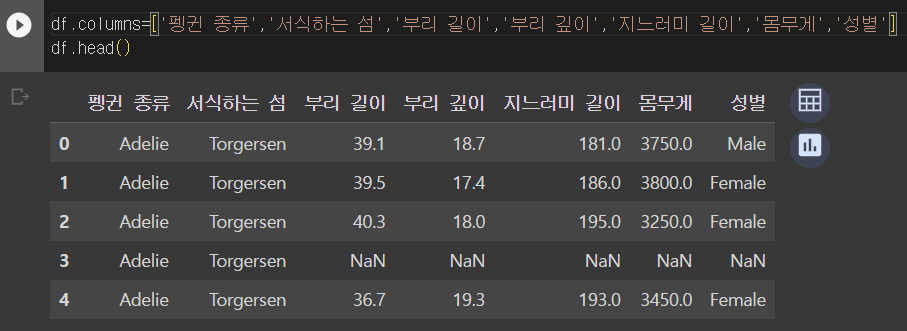 df.columns=['펭귄 종류','서식하는 섬','부리 길이','부리 깊이','지느러미 길이','몸무게','성별']
df.head()
펭귄 종류 서식하는 섬 부리 길이 부리 깊이 지느러미 길이 몸무게 성별
0 Adelie Torgersen 39.1 18.7 181.0 3750.0 Male
1 Adelie Torgersen 39.5 17.4 186.0 3800.0 Female
2 Adelie Torgersen 40.3 18.0 195.0 3250.0 Female
3 Adelie Torgersen NaN NaN NaN NaN NaN
4 Adelie Torgersen 36.7 19.3 193.0 3450.0 Female